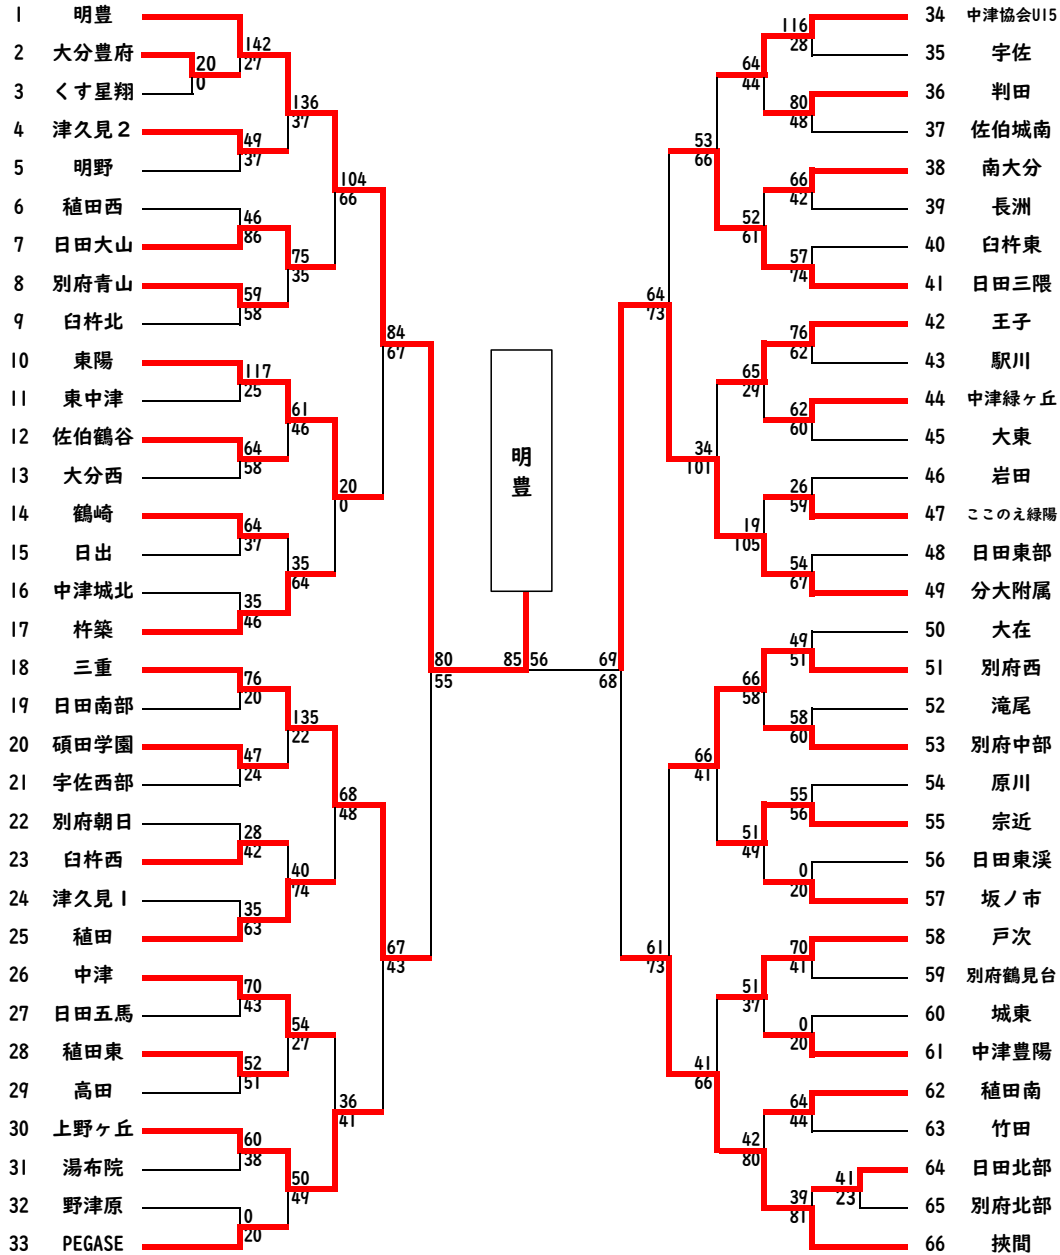 1 明豊
2 大分豊府
3 くす星翔
4 津久見2
5 明野
6 稙田西
7 日田大山
8 別府青山
9 臼杵北
10 東陽
11 東中津
12 佐伯鶴谷
13 大分西
14 鶴崎
15 日出
16 中津城北
17 杵築
18 三重
19 日田南部
20 碩田学園
21 宇佐西部
22 別府朝日
23 臼杵西
24 津久見1
25 稙田
26 中津
27 日田五馬
28 稙田東
29 高田
30 上野ヶ丘
31 湯布院
32 野津原
33 PEGASE
20
0
142
27
49
37
46
86
59
58
117
25
64
58
64
37
35
46
76
20
47
24
28
42
35
63
70
43
52
51
60
38
0
20
136
37
75
35
61
46
35
64
135
22
40
74
54
27
50
49
104
66
20
0
68
48
36
41
84
67
67
43
80
55
明豊
85 56
69
68
64
73
61
73
53
66
34
101
66
41
41
66
64
44
52
61
65
29
19
105
66
58
51
49
51
37
42
80
116
28
80
48
66
42
57
74
76
62
62
60
26
59
54
67
49
51
58
60
55
56
0
20
70
41
0
20
64
44
39
81
41
23
34 中津協会U15
35 宇佐
36 判田
37 佐伯城南
38 南大分
39 長洲
40 臼杵東
41 日田三隈
42 王子
43 駅川
44 中津緑ヶ丘
45 大東
46 岩田
47 ここのえ緑陽
48 日田東部
49 分大附属
50 大在
51 別府西
52 滝尾
53 別府中部
54 原川
55 宗近
56 日田東渓
57 坂ノ市
58 戸次
59 別府鶴見台
60 城東
61 中津豊陽
62 稙田南
63 竹田
64 日田北部
65 別府北部
66 挾間